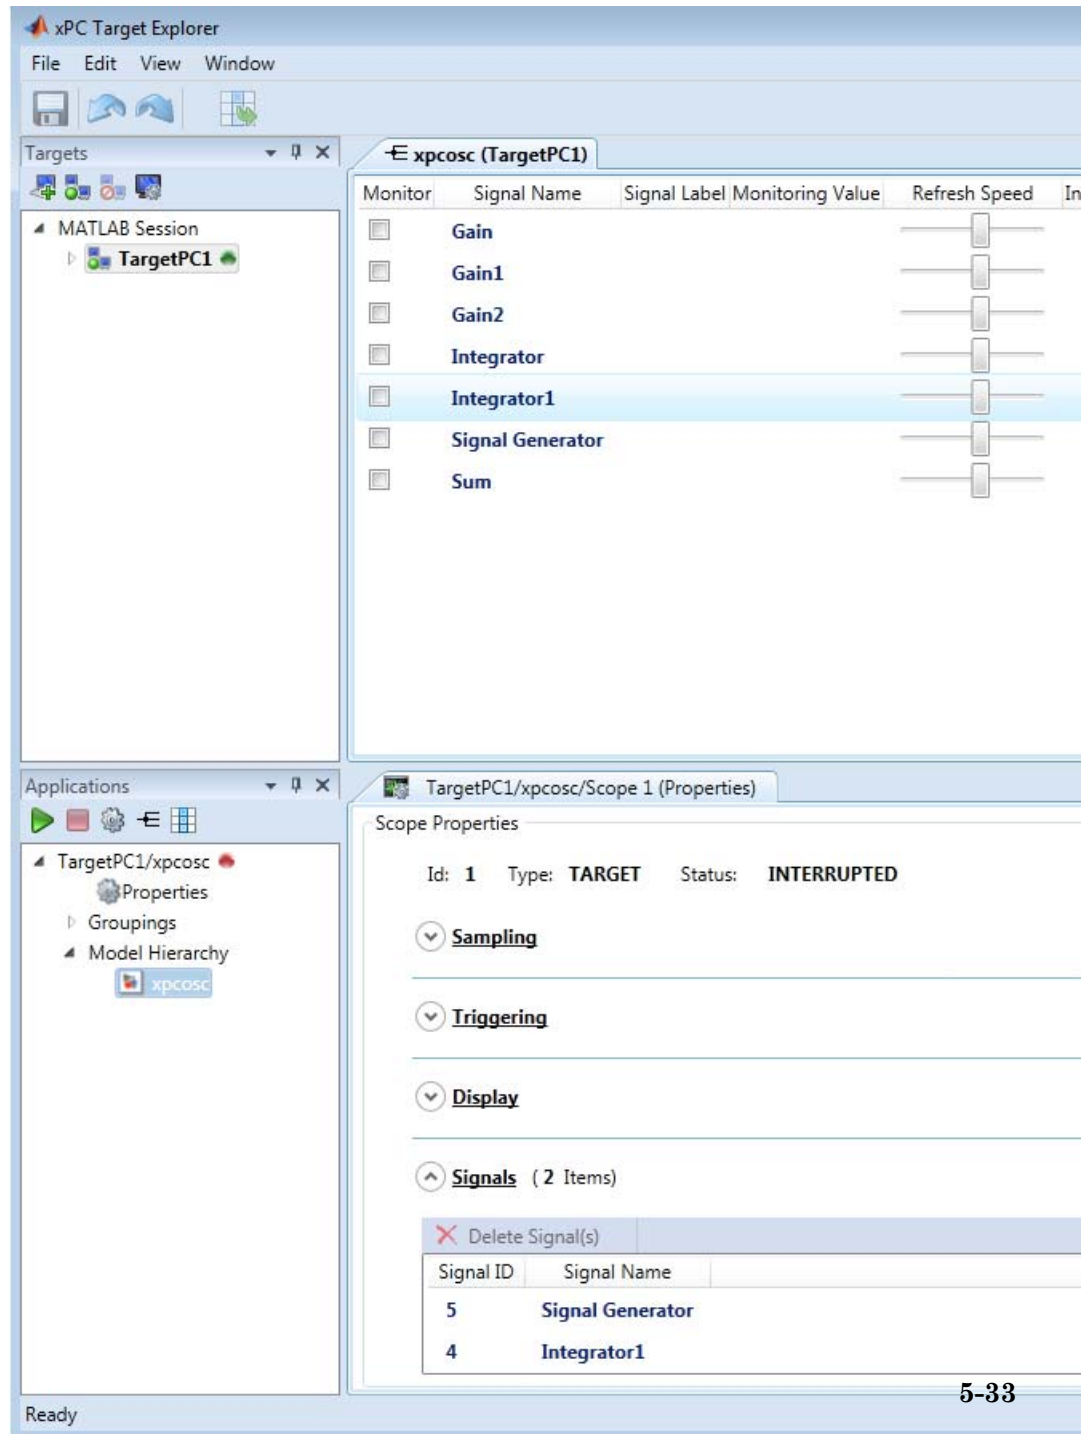 xPC Target Explorer
File Edit View Window
Targets
MATLAB Session
TargetPC1
xpcosc (TargetPC1)
Monitor Signal Name Signal Label Monitoring Value Refresh Speed In
Gain
Gain1
Gain2
Integrator
Integrator1
Signal Generator
Sum
Applications
TargetPC1/xpcosc
Properties
Groupings
Model Hierarchy
xpcosc
TargetPC1/xpcosc/Scope 1 (Properties)
Scope Properties
Id: 1 Type: TARGET Status: INTERRUPTED
Sampling
Triggering
Display
Signals ( 2 Items)
Delete Signal(s)
Signal ID Signal Name
5 Signal Generator
4 Integrator1
5-33
Ready